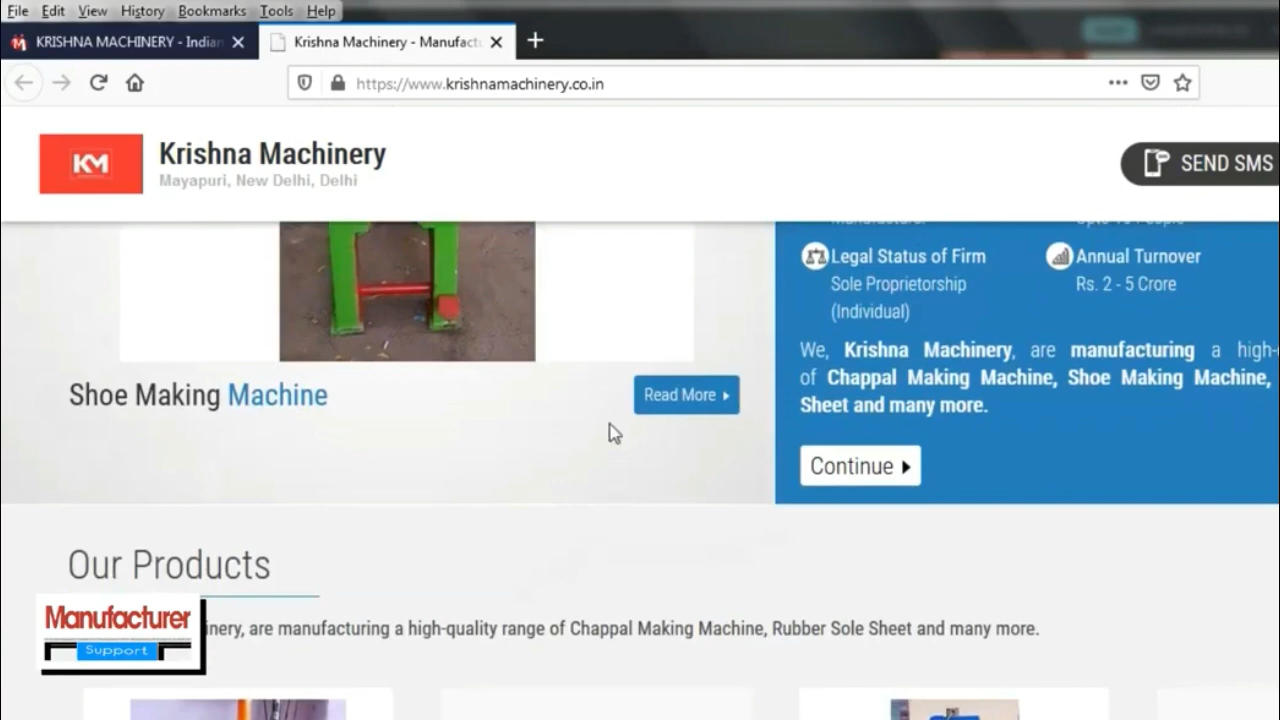 File Edit View History Bookmarks Tools Help
KRISHNA MACHINERY - Indian
Krishna Machinery - Manufactu
https://www.krishnamachinery.co.in
KM
Krishna Machinery
Mayapuri, New Delhi, Delhi
SEND SMS
Legal Status of Firm
Sole Proprietorship
(Individual)
Annual Turnover
Rs. 2 - 5 Crore
We, Krishna Machinery, are manufacturing a high-
of Chappal Making Machine, Shoe Making Machine,
Sheet and many more.
Continue
Shoe Making Machine
Read More
Our Products
inery, are manufacturing a high-quality range of Chappal Making Machine, Rubber Sole Sheet and many more.
Manufacturer
Support